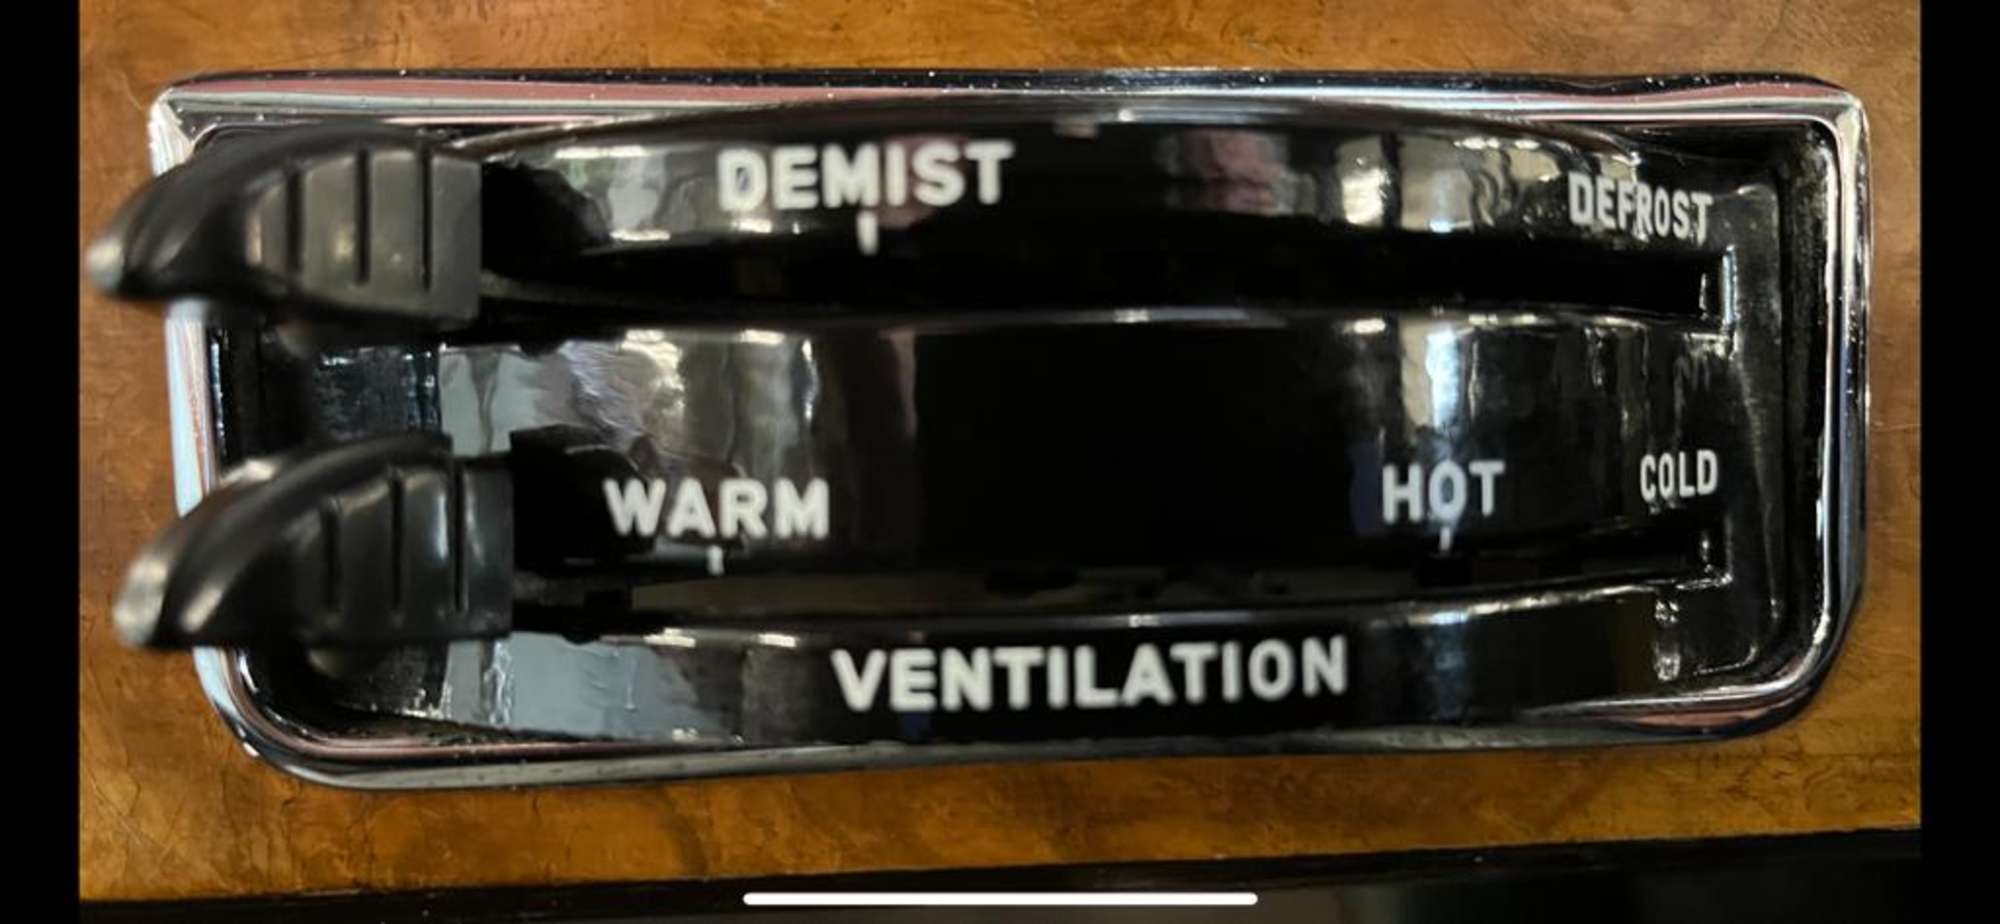 DEMIST
DEFROST
WARM
HOT
COLD
VENTILATION